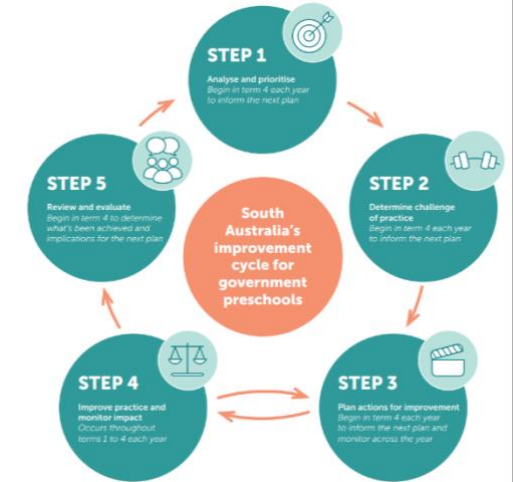 STEP 1
Analyse and prioritise
Begin in term 4 each year
to inform the next plan
STEP 2
Determine challenge
of practice
Begin in term 4 each year
to inform the next plan
STEP 3
Plan actions for improvement
Begin in term 4 each year
to inform the next plan and
monitor across the year
STEP 4
Improve practice and
monitor impact
Occurs throughout
terms 1 to 4 each year
STEP 5
Review and evaluate
Begin in term 4 to determine
what's been achieved and
implications for the next plan
South
Australia's
improvement
cycle for
government
preschools